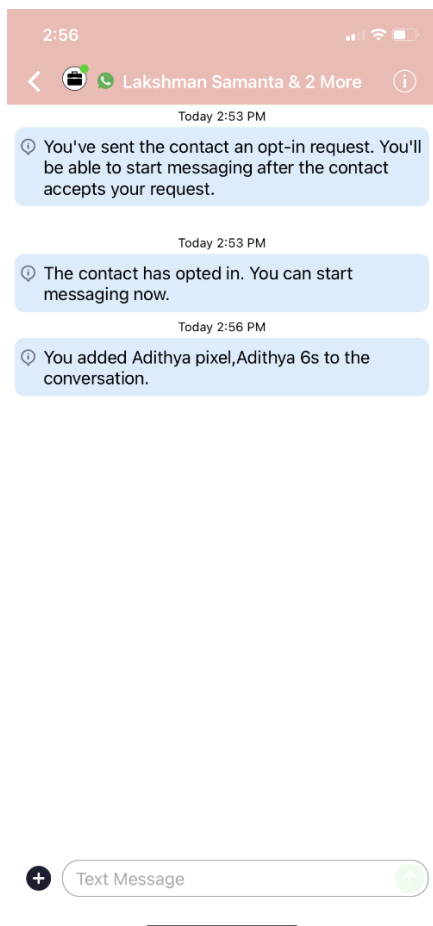 2:56
Lakshman Samanta & 2 More
Today 2:53 PM
You've sent the contact an opt-in request. You'll
be able to start messaging after the contact
accepts your request.
Today 2:53 PM
The contact has opted in. You can start
messaging now.
Today 2:56 PM
You added Adithya pixel,Adithya 6s to the
conversation.
Text Message